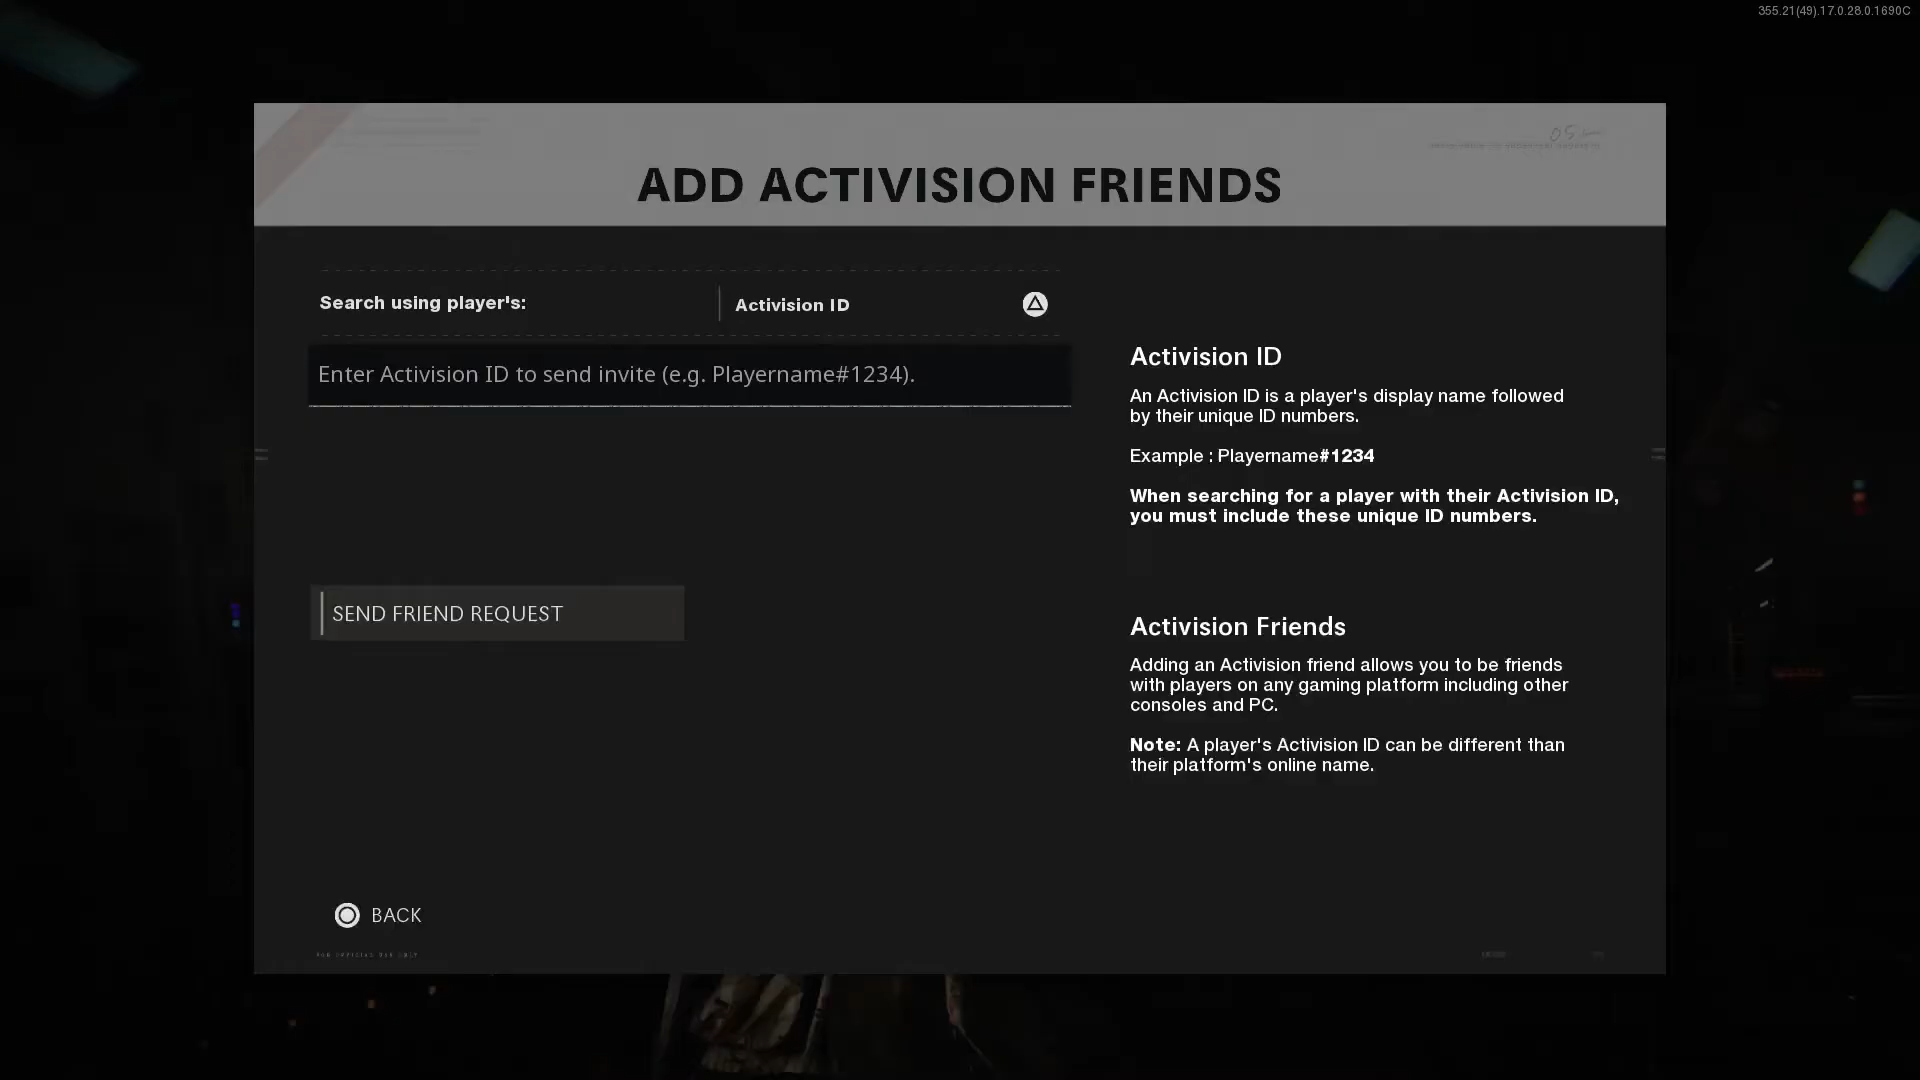 355.21(49).17.0.28.0.1690C
ADD ACTIVISION FRIENDS
Search using player's:
Activision ID
Enter Activision ID to send invite (e.g. Playername#1234).
SEND FRIEND REQUEST
Activision ID
An Activision ID is a player's display name followed
by their unique ID numbers.
Example : Playername#1234
When searching for a player with their Activision ID,
you must include these unique ID numbers.
Activision Friends
Adding an Activision friend allows you to be friends
with players on any gaming platform including other
consoles and PC.
Note: A player's Activision ID can be different than
their platform's online name.
BACK
FOR OFFICIAL USE ONLY